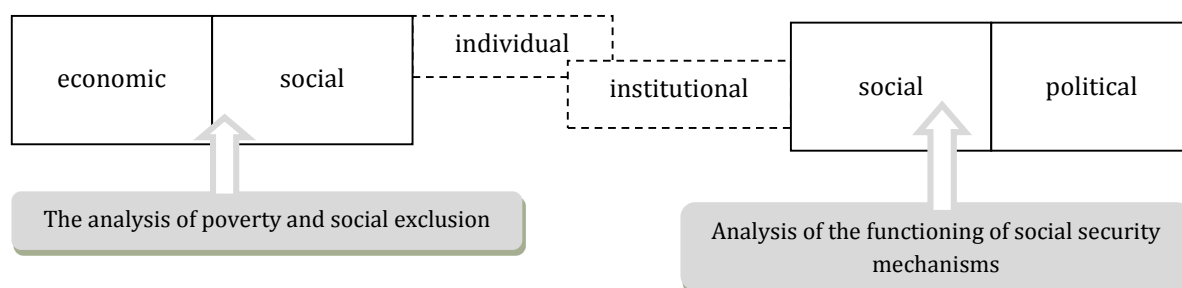 individual
economic
social
institutional
social
political
The analysis of poverty and social exclusion
Analysis of the functioning of social security
mechanisms